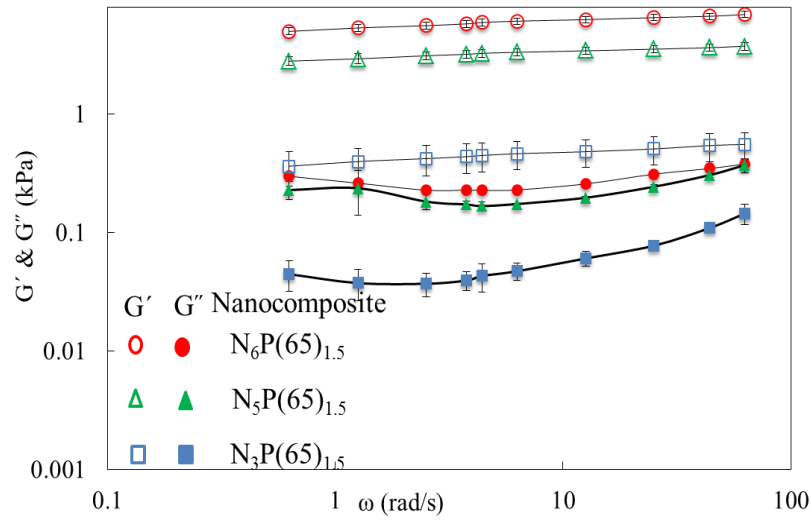 1
0.1
0.01
0.001
G′ & G″ (kPa)
G′ G″ Nanocomposite
N₆P(65)₁.₅
N₅P(65)₁.₅
N₃P(65)₁.₅
0.1 1 10 100
ω (rad/s)